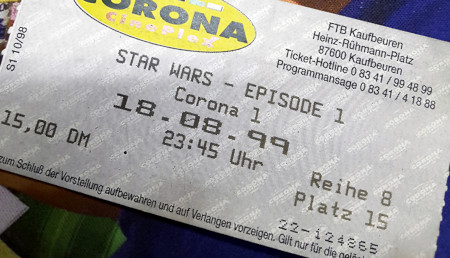 CORONA
CinéPleX
FTB Kaufbeuren
Heinz-Rühmann-Platz
87600 Kaufbeuren
Ticket-Hotline 0 83 41 / 99 48 99
Programmansage 0 83 41 / 4 18 88
S1 10/98
STAR WARS - EPISODE 1
Corona 1
18-08-99
23:45 Uhr
15,00 DM
Reihe 8
Platz 15
22-124865
zum Schluß der Vorstellung aufbewahren und auf Verlangen vorzeigen. Gilt nur für die